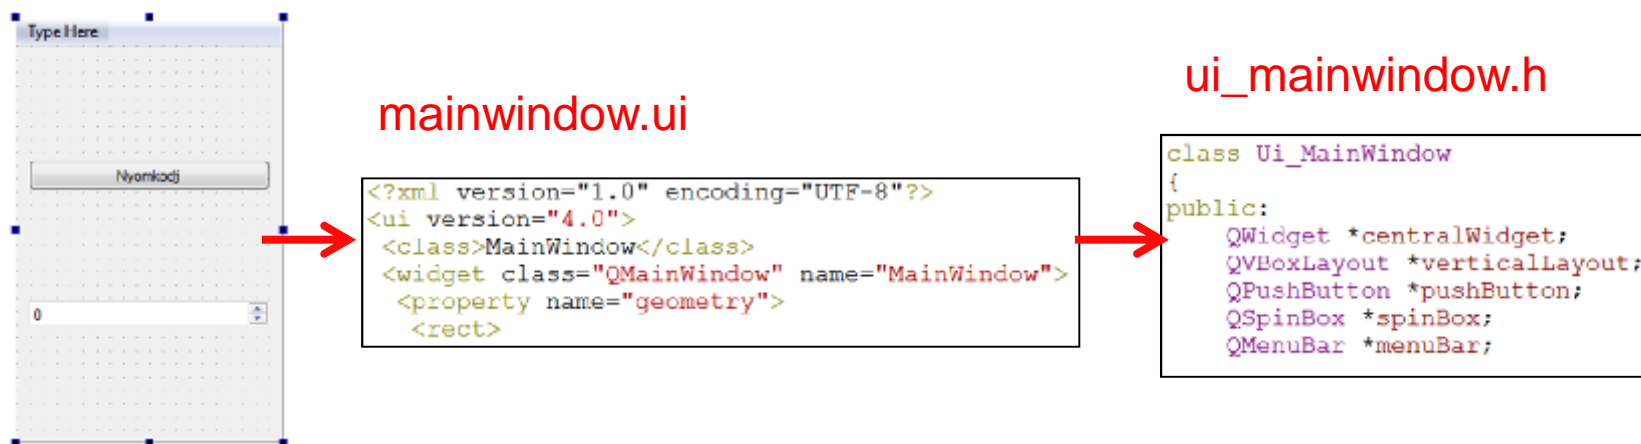 Type Here
Nyomkodj
0
mainwindow.ui
<?xml version="1.0" encoding="UTF-8"?>
<ui version="4.0">
<class>MainWindow</class>
<widget class="QMainWindow" name="MainWindow">
<property name="geometry">
<rect>
ui_mainwindow.h
class Ui_MainWindow
{
public:
QWidget *centralWidget;
QVBoxLayout *verticalLayout;
QPushButton *pushButton;
QSpinBox *spinBox;
QMenuBar *menuBar;